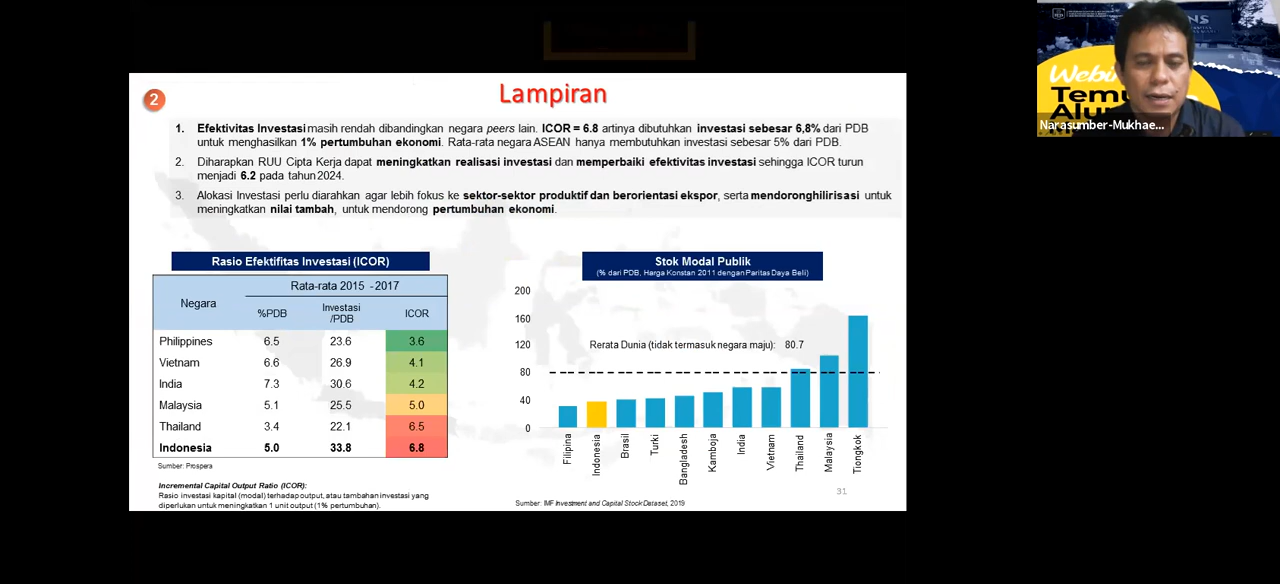 2
Lampiran
1. Efektivitas Investasi masih rendah dibandingkan negara peers lain. ICOR = 6.8 artinya dibutuhkan investasi sebesar 6,8% dari PDB
untuk menghasilkan 1% pertumbuhan ekonomi. Rata-rata negara ASEAN hanya membutuhkan investasi sebesar 5% dari PDB.
2. Diharapkan RUU Cipta Kerja dapat meningkatkan realisasi investasi dan memperbaiki efektivitas investasi sehingga ICOR turun
menjadi 6.2 pada tahun 2024.
3. Alokasi Investasi perlu diarahkan agar lebih fokus ke sektor-sektor produktif dan berorientasi ekspor, serta mendoronghilirisasi untuk
meningkatkan nilai tambah, untuk mendorong pertumbuhan ekonomi.
Rasio Efektifitas Investasi (ICOR)
Negara
Rata-rata 2015 - 2017
%PDB
Investasi
/PDB
ICOR
Philippines 6.5 23.6 3.6
Vietnam 6.6 26.9 4.1
India 7.3 30.6 4.2
Malaysia 5.1 25.5 5.0
Thailand 3.4 22.1 6.5
Indonesia 5.0 33.8 6.8
Sumber: Prospera
Incremental Capital Output Ratio (ICOR):
Rasio investasi kapital (modal) terhadap output, atau tambahan investasi yang
diperlukan untuk meningkatkan 1 unit output (1% pertumbuhan).
Stok Modal Publik
(% dari PDB, Harga Konstan 2011 dengan Paritas Daya Beli)
200
160
120
80
40
0
Rerata Dunia (tidak termasuk negara maju): 80.7
Filipina
Indonesia
Brasil
Turki
Bangladesh
Kamboja
India
Vietnam
Thailand
Malaysia
Tiongkok
31
Sumber: IMF Investment and Capital Stock Dataset, 2019
Webin
Temu
Alu
Narasumber-Mukhae...